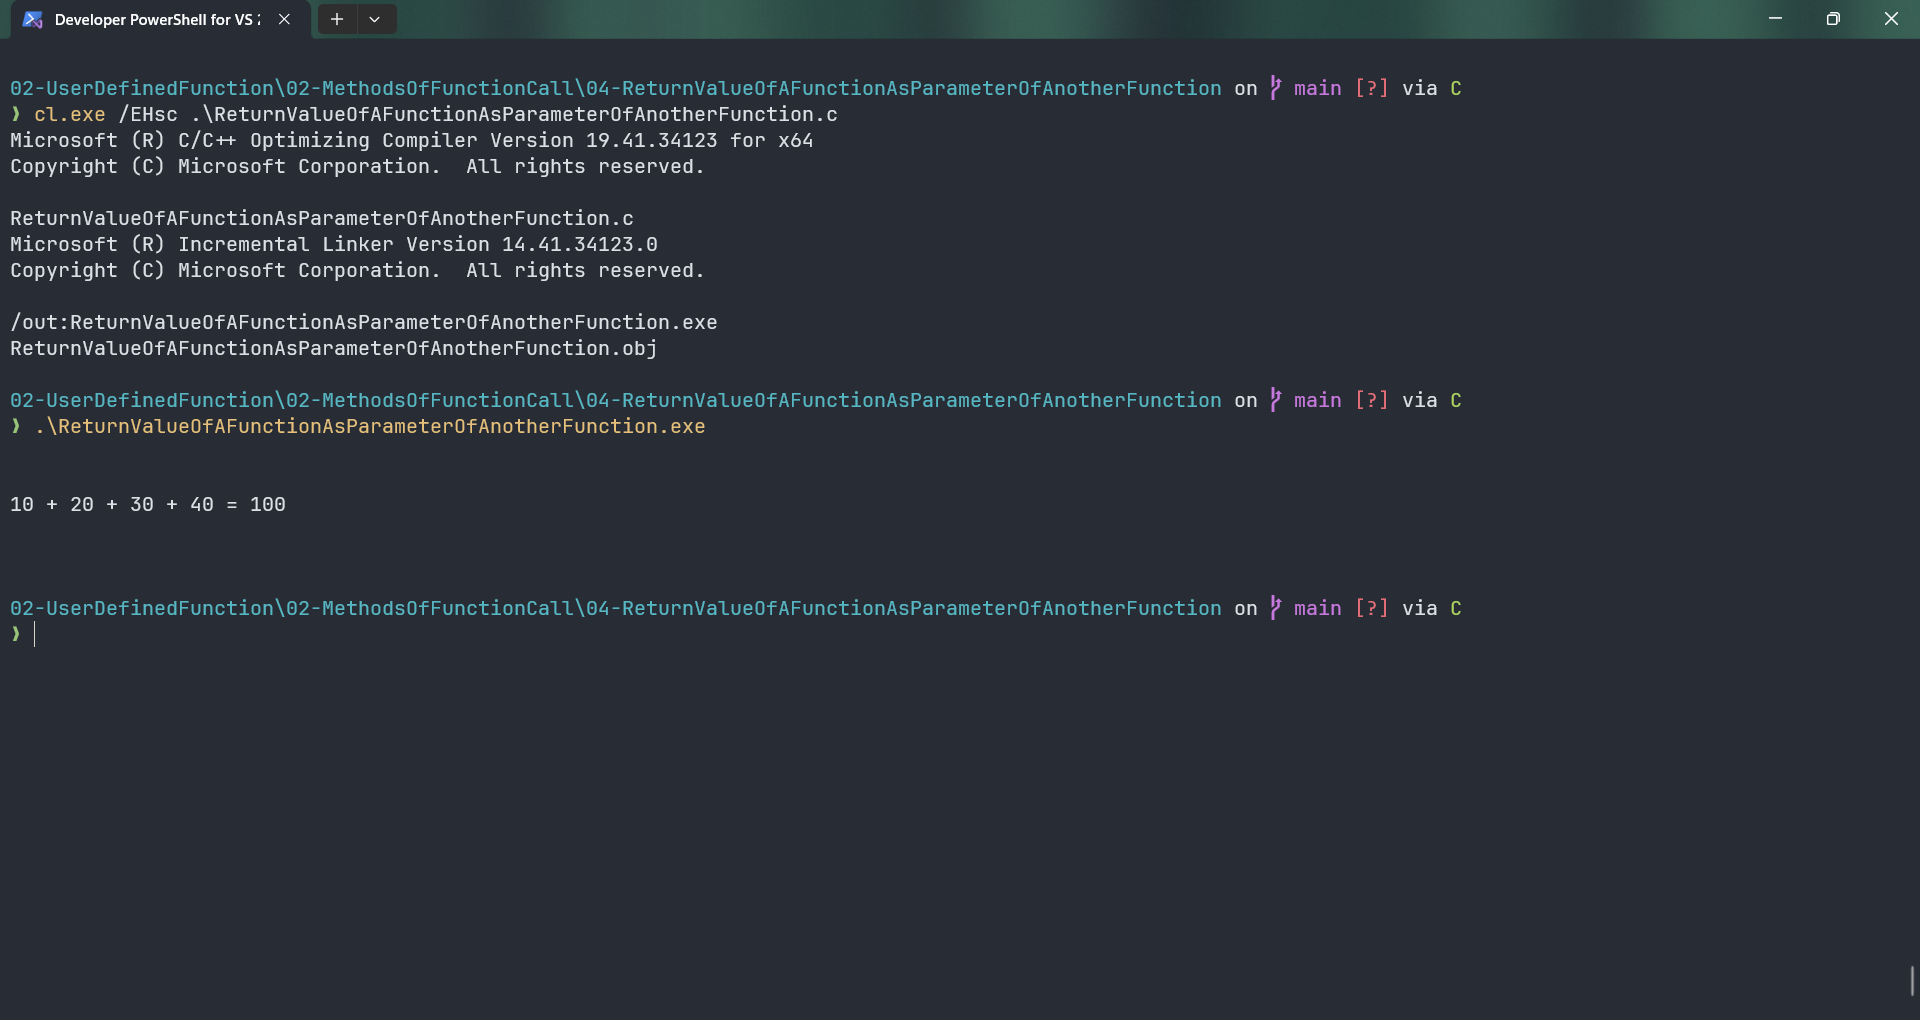 Developer PowerShell for VS 2
02-UserDefinedFunction\02-MethodsOfFunctionCall\04-ReturnValueOfAFunctionAsParameterOfAnotherFunction on main [?] via C
❱ cl.exe /EHsc .\ReturnValueOfAFunctionAsParameterOfAnotherFunction.c
Microsoft (R) C/C++ Optimizing Compiler Version 19.41.34123 for x64
Copyright (C) Microsoft Corporation.  All rights reserved.
ReturnValueOfAFunctionAsParameterOfAnotherFunction.c
Microsoft (R) Incremental Linker Version 14.41.34123.0
Copyright (C) Microsoft Corporation.  All rights reserved.
/out:ReturnValueOfAFunctionAsParameterOfAnotherFunction.exe
ReturnValueOfAFunctionAsParameterOfAnotherFunction.obj
02-UserDefinedFunction\02-MethodsOfFunctionCall\04-ReturnValueOfAFunctionAsParameterOfAnotherFunction on main [?] via C
❱ .\ReturnValueOfAFunctionAsParameterOfAnotherFunction.exe
10 + 20 + 30 + 40 = 100
02-UserDefinedFunction\02-MethodsOfFunctionCall\04-ReturnValueOfAFunctionAsParameterOfAnotherFunction on main [?] via C
❱